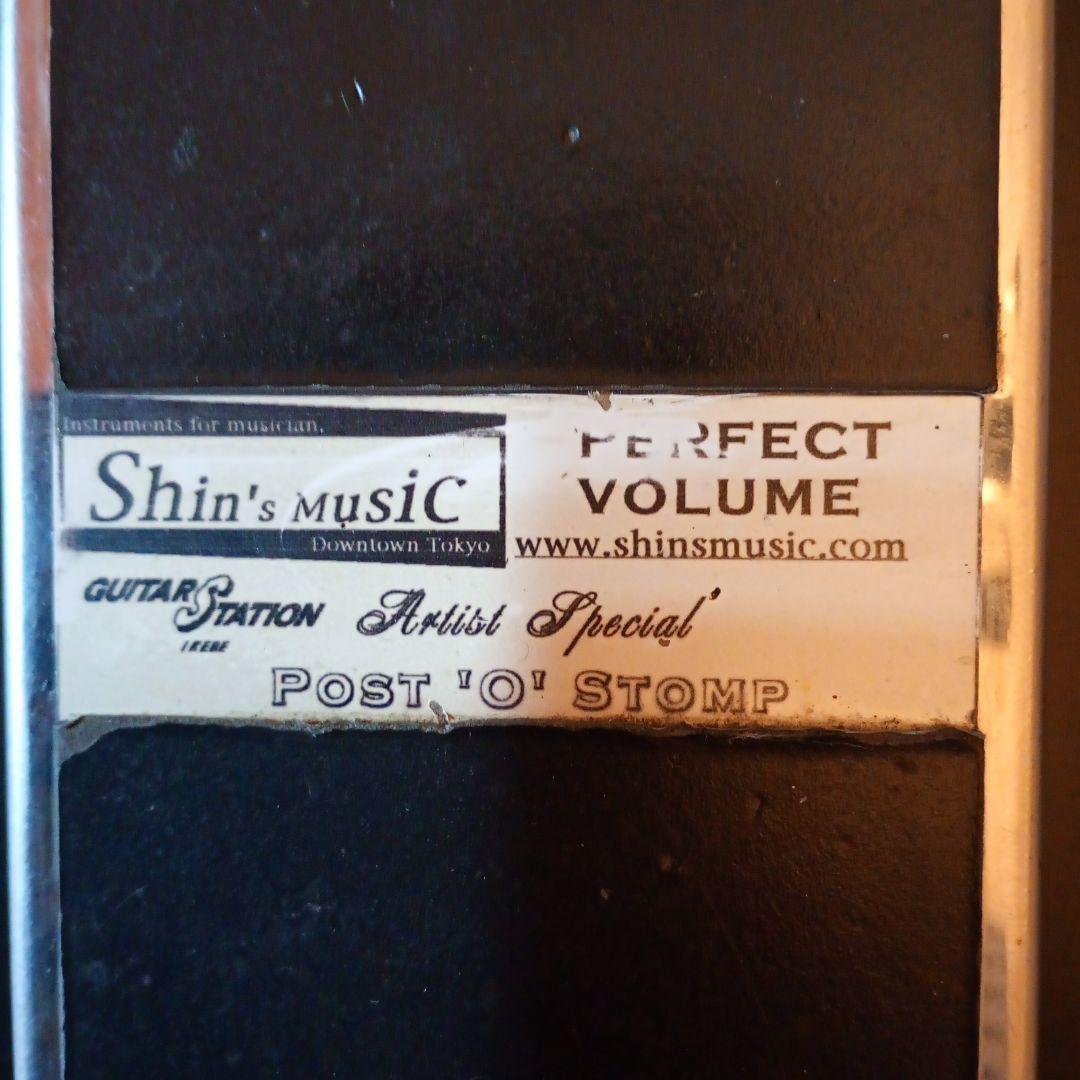 Instruments for musician,
Shin's Music
Downtown Tokyo
PERFECT
VOLUME
www.shinsmusic.com
GUITAR STATION
IKEBE
Artist Special
POST 'O' STOMP